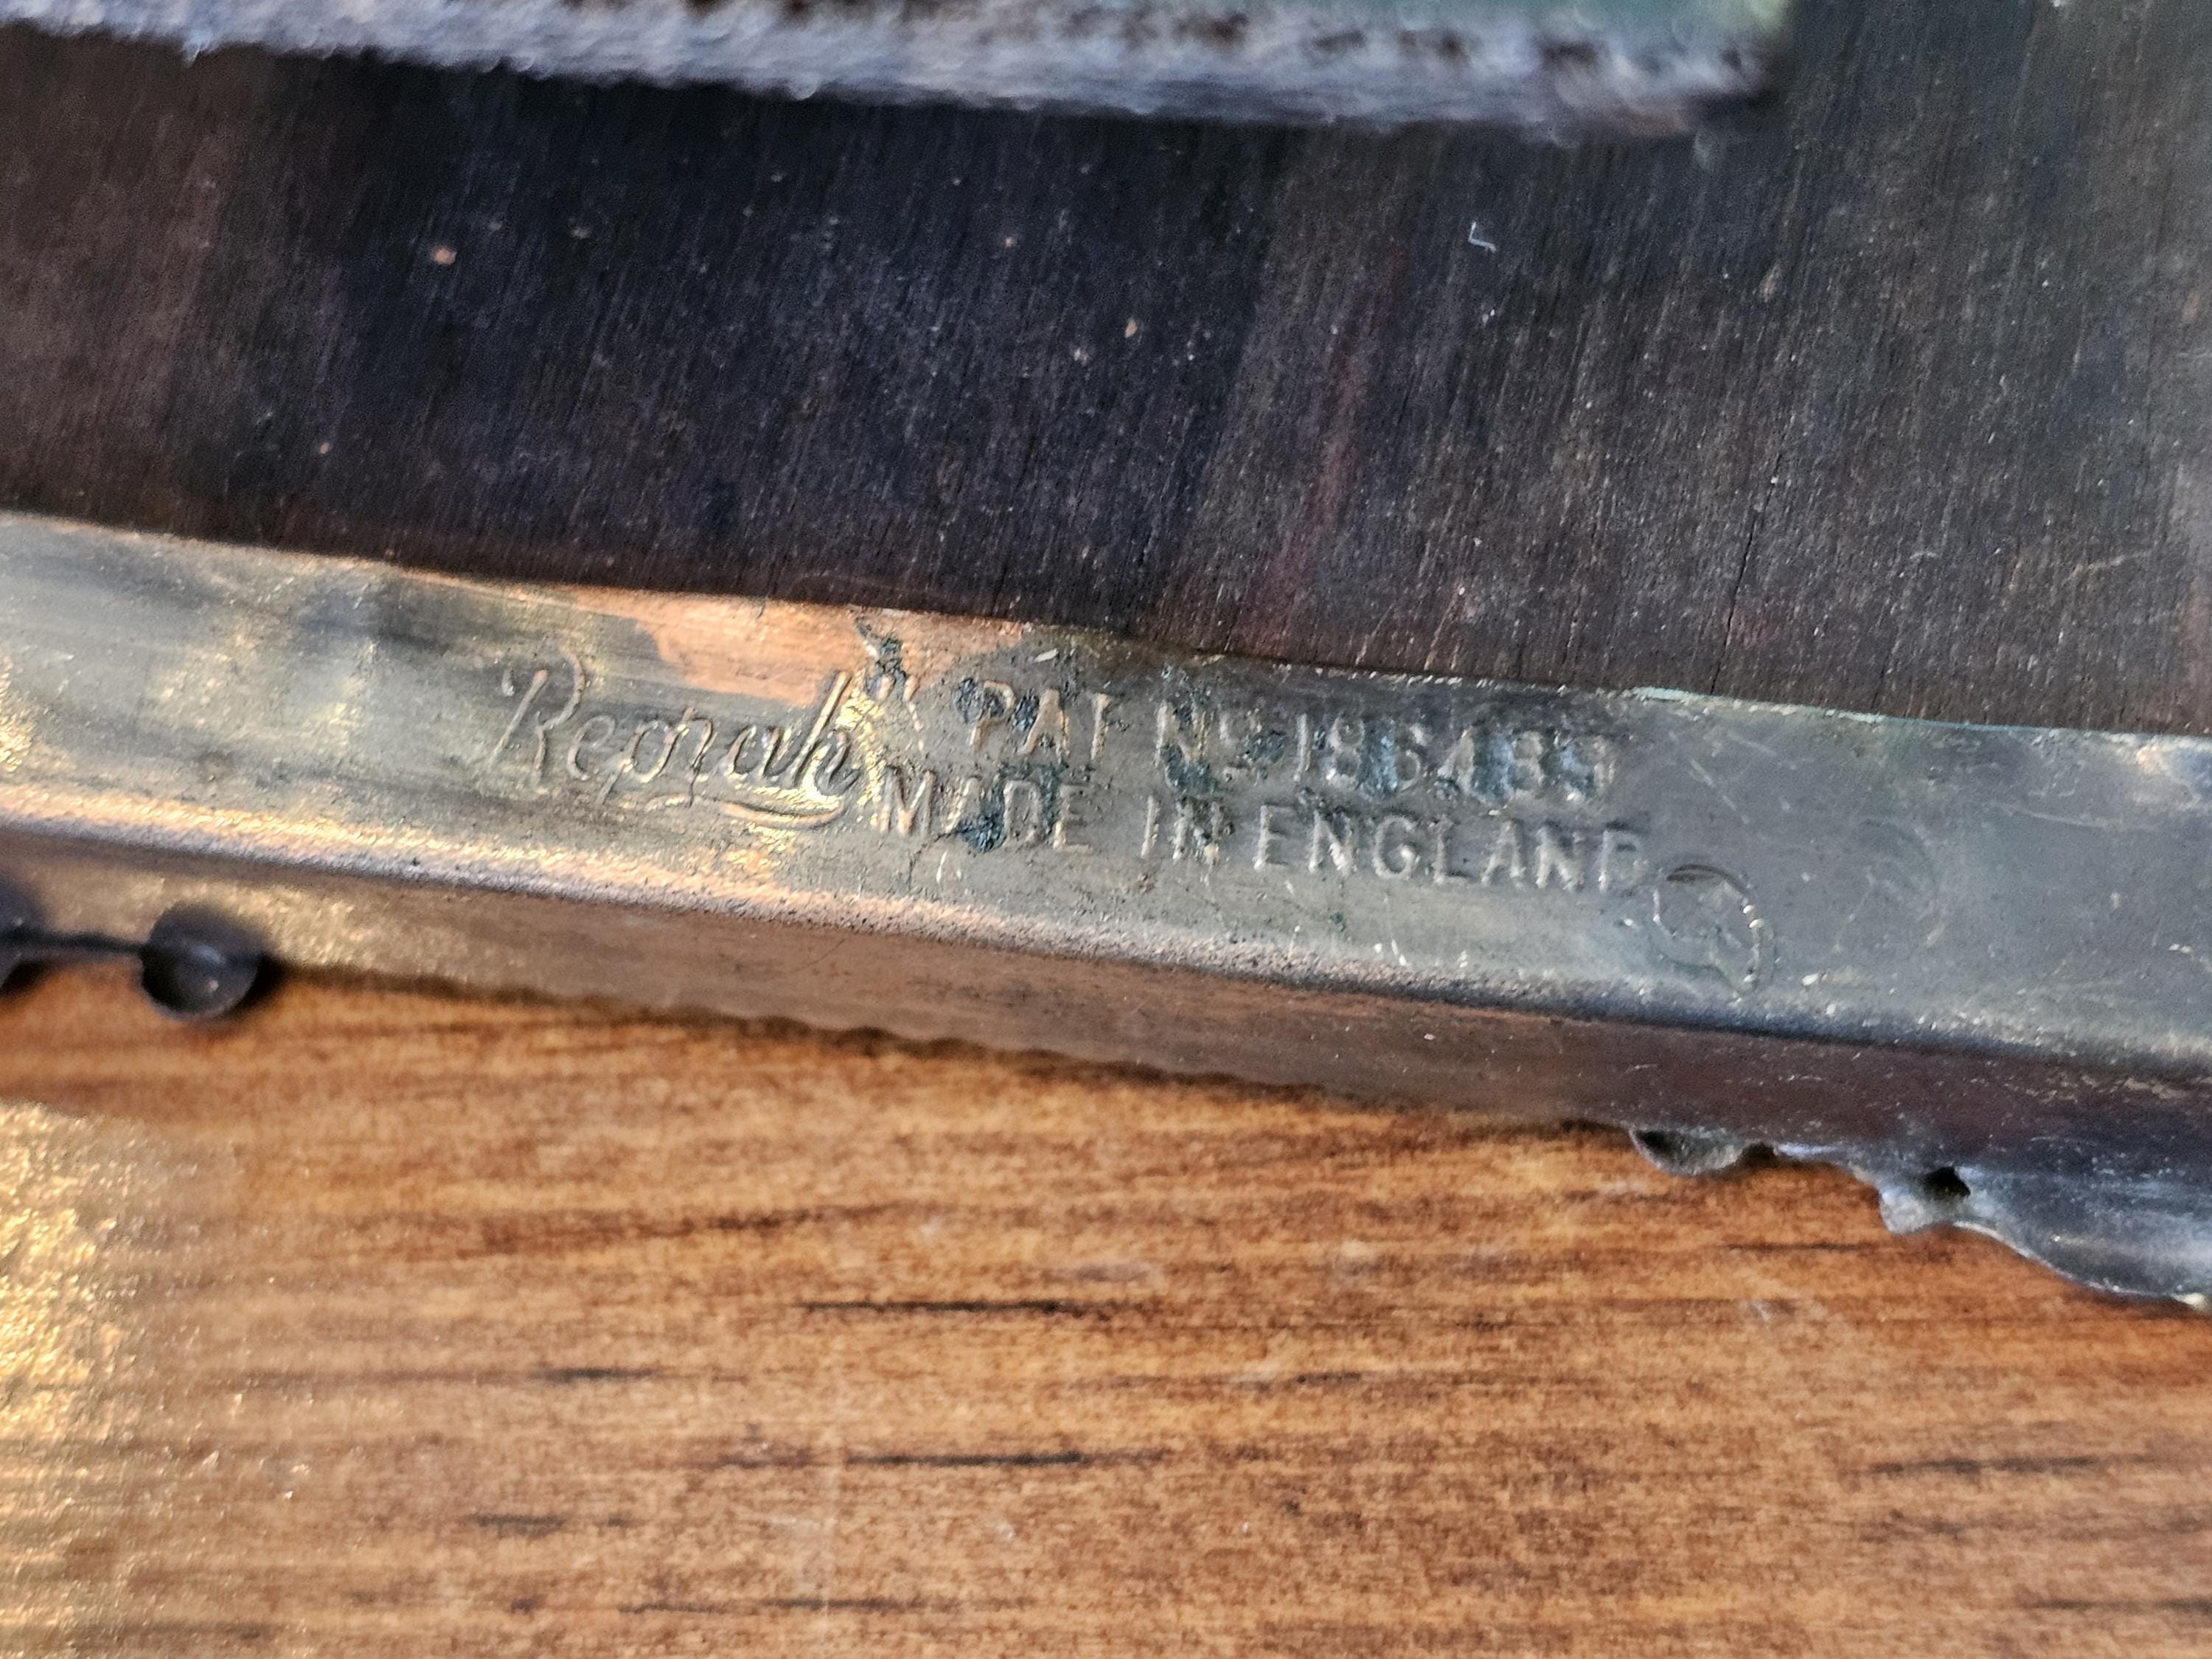 Reprah" PAT Nº 186489
MADE IN ENGLAND